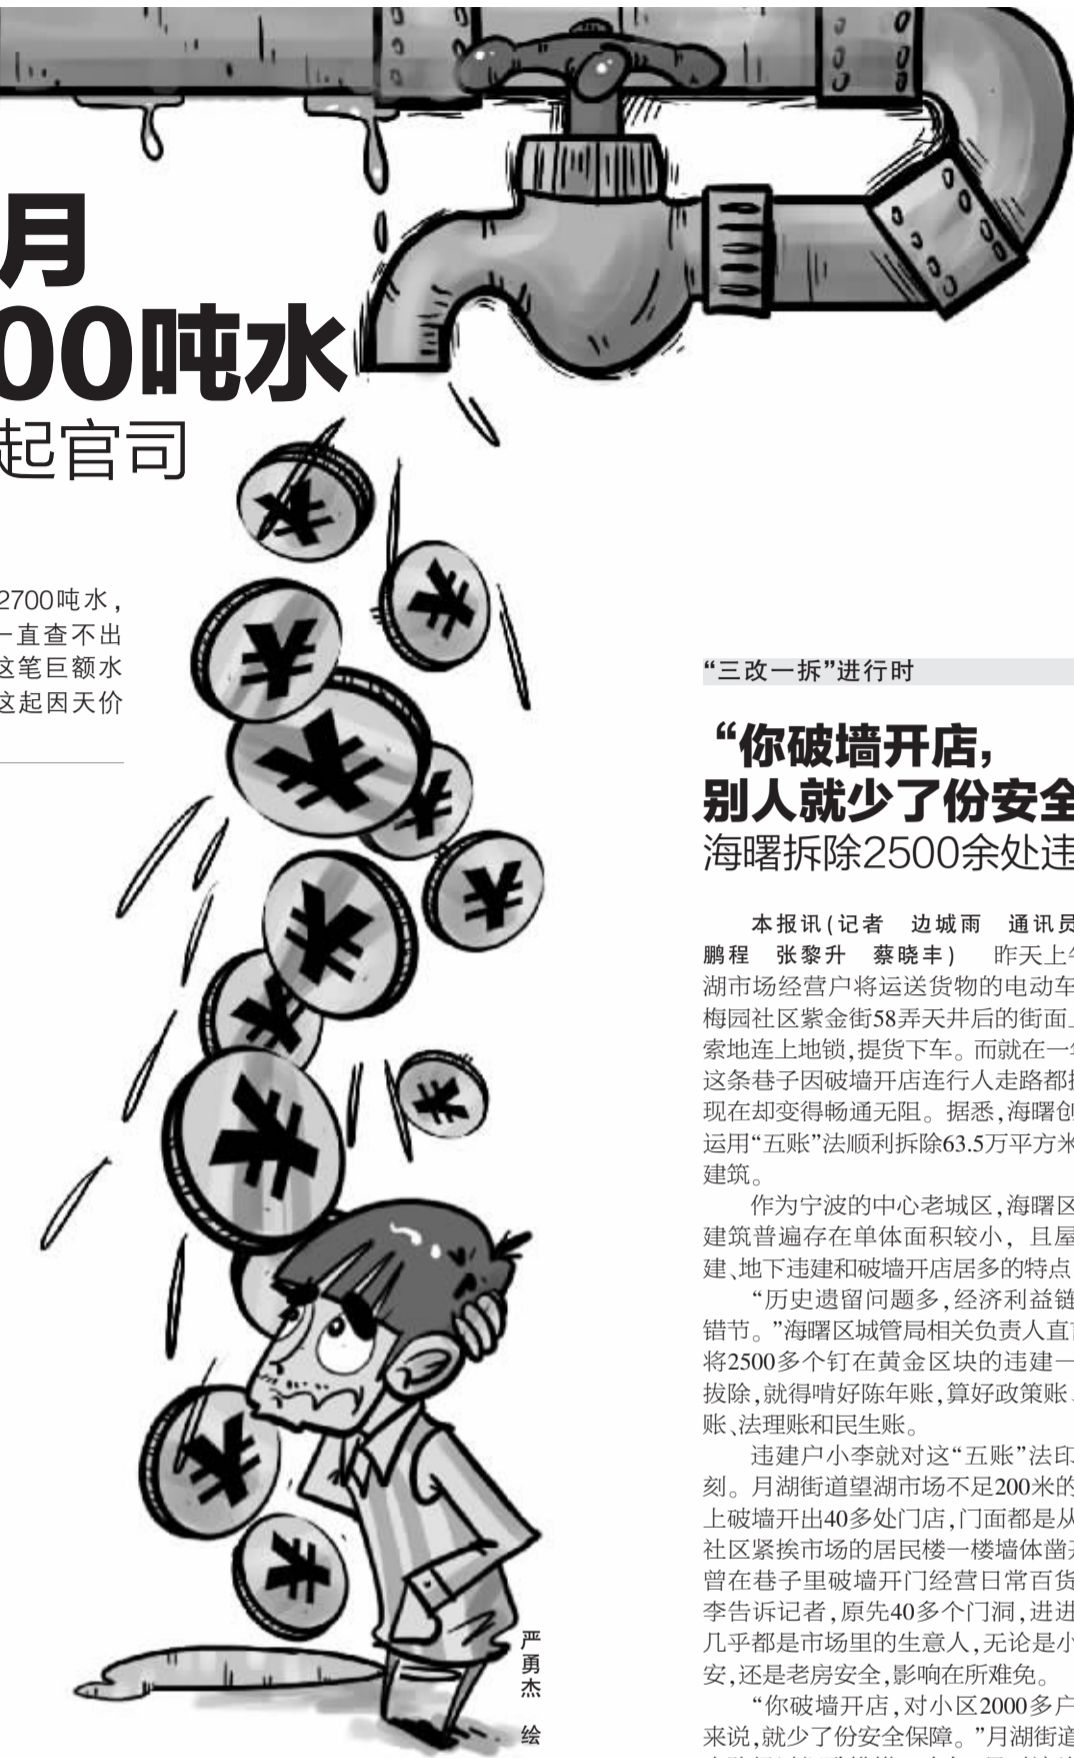 月
00吨水
起官司
2700吨水，
一直查不出
这笔巨额水
这起因天价
严勇杰 绘
“三改一拆”进行时
“你破墙开店，
别人就少了份安全
海曙拆除2500余处违
本报讯(记者 边城雨 通讯员
鹏程 张黎升 蔡晓丰) 昨天上午
湖市场经营户将运送货物的电动车
梅园社区紫金街58弄天井后的街面上
索地连上地锁,提货下车。而就在一年
这条巷子因破墙开店连行人走路都
现在却变得畅通无阻。据悉,海曙创
运用“五账”法顺利拆除63.5万平方米
建筑。
作为宁波的中心老城区,海曙区
建筑普遍存在单体面积较小，且屋
建、地下违建和破墙开店居多的特点
“历史遗留问题多,经济利益链
错节。”海曙区城管局相关负责人直言
将2500多个钉在黄金区块的违建一
拔除,就得啃好陈年账,算好政策账、
账、法理账和民生账。
违建户小李就对这“五账”法印
刻。月湖街道望湖市场不足200米的
上破墙开出40多处门店,门面都是从
社区紧挨市场的居民楼一楼墙体凿开
曾在巷子里破墙开门经营日常百货
李告诉记者,原先40多个门洞,进进
几乎都是市场里的生意人,无论是小
安,还是老房安全,影响在所难免。
“你破墙开店,对小区2000多户
来说,就少了份安全保障。”月湖街道